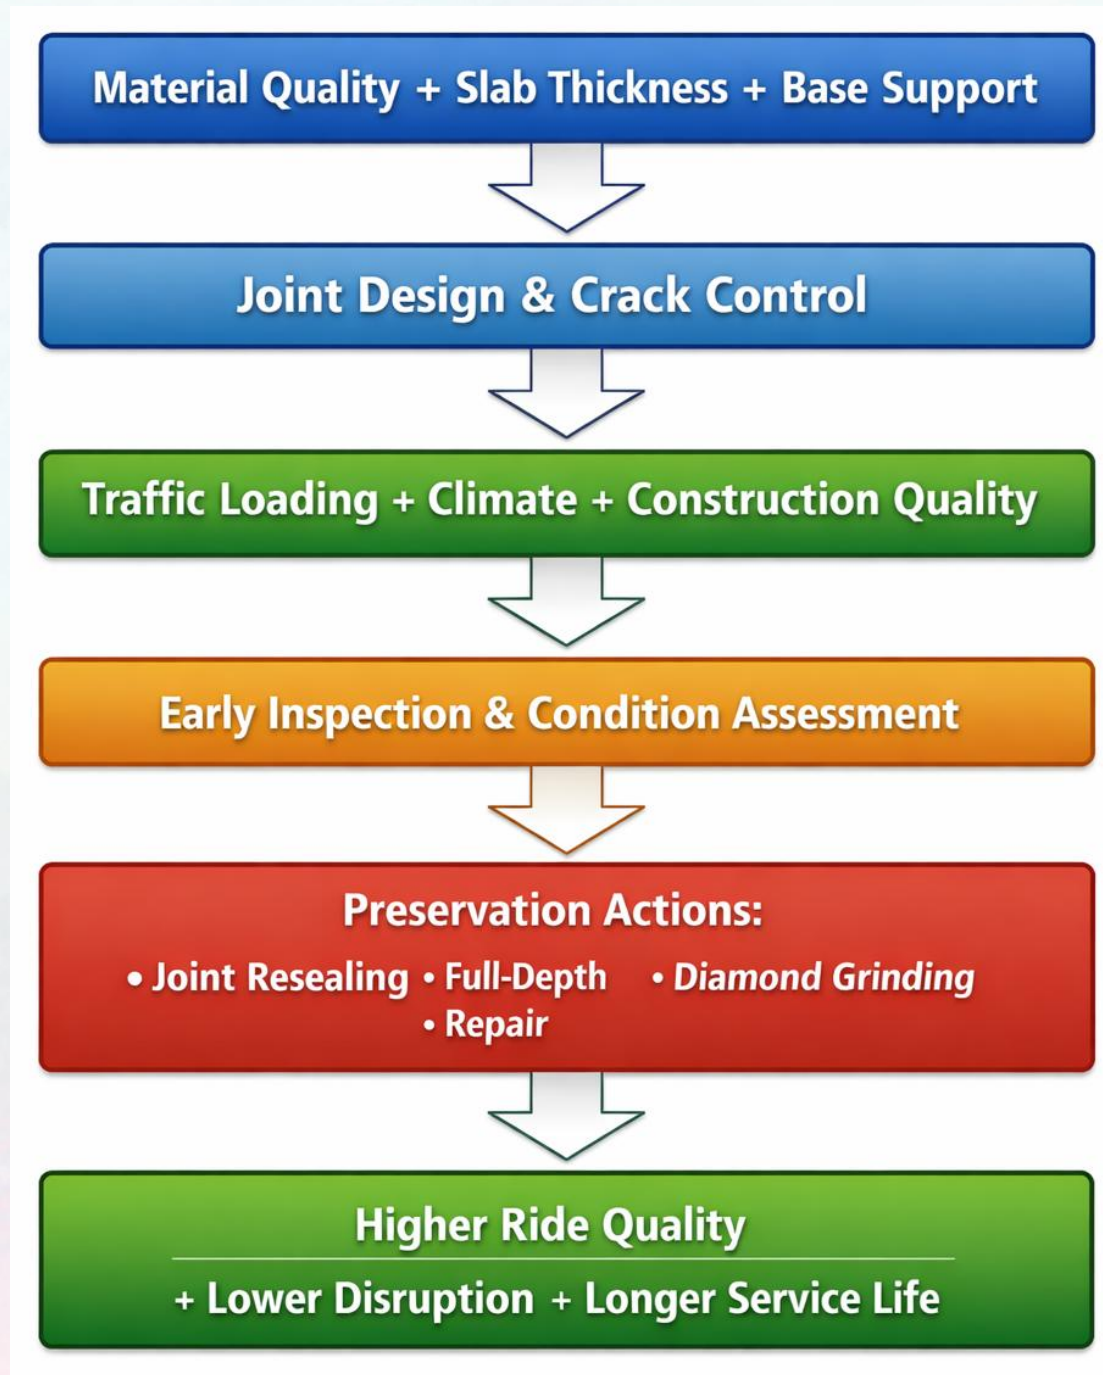 Material Quality + Slab Thickness + Base Support
Joint Design & Crack Control
Traffic Loading + Climate + Construction Quality
Early Inspection & Condition Assessment
Preservation Actions:
• Joint Resealing • Full-Depth • Diamond Grinding
• Repair
Higher Ride Quality
+ Lower Disruption + Longer Service Life